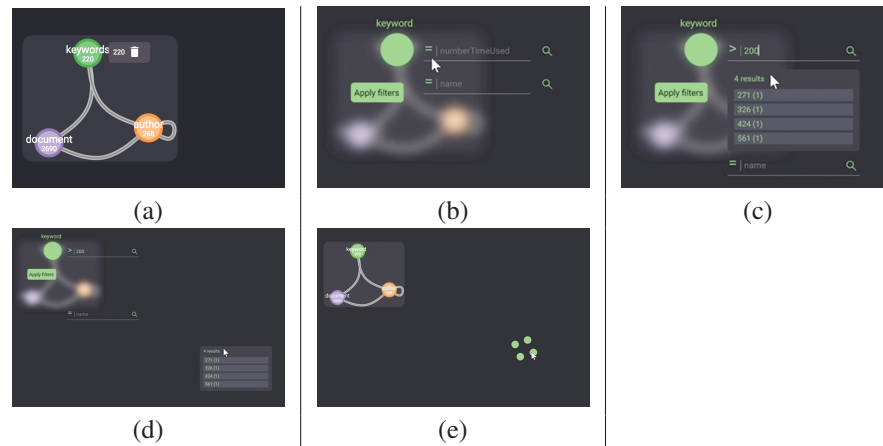 keywords
220
220
author
268
document
2690
(a)
keyword
= | numberTimeUsed
= | name
Apply filters
(b)
keyword
> | 200
4 results
271 (1)
326 (1)
424 (1)
561 (1)
Apply filters
= | name
(c)
keyword
> | 200
Apply filters
= | name
4 results
271 (1)
326 (1)
424 (1)
561 (1)
(d)
keyword
document
author
(e)